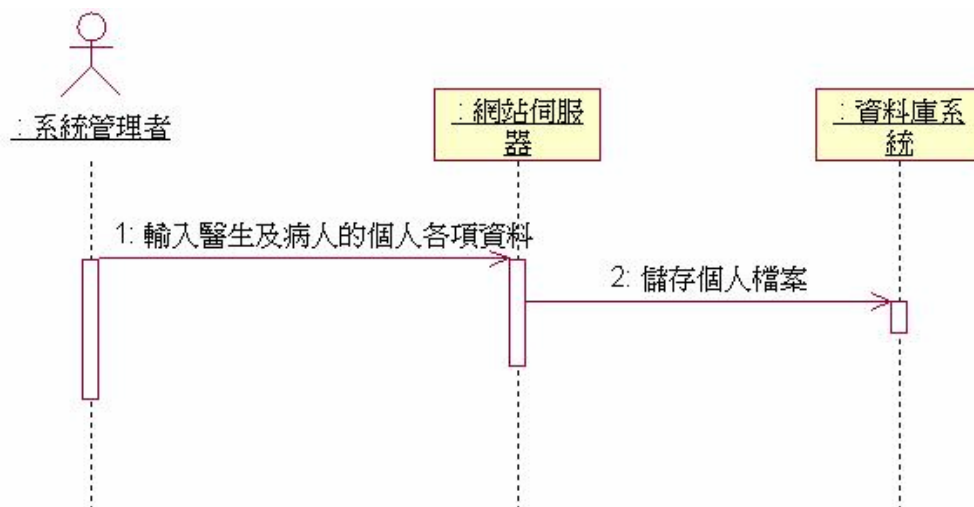 : 系統管理者
: 網站伺服
器
: 資料庫系
統
1: 輸入醫生及病人的個人各項資料
2: 儲存個人檔案